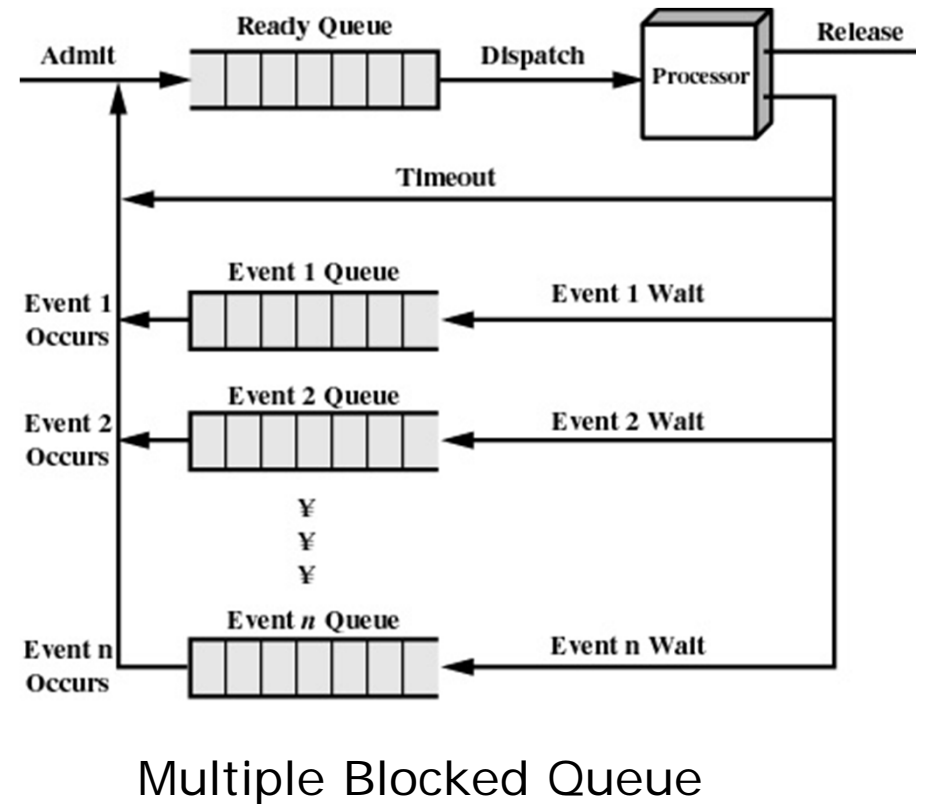 Ready Queue
Release
Admit
Dispatch
Processor
Timeout
Event 1 Queue
Event 1 Wait
Event 1
Occurs
Event 2 Queue
Event 2 Wait
Event 2
Occurs
¥
¥
¥
Event n Queue
Event n Wait
Event n
Occurs
Multiple Blocked Queue